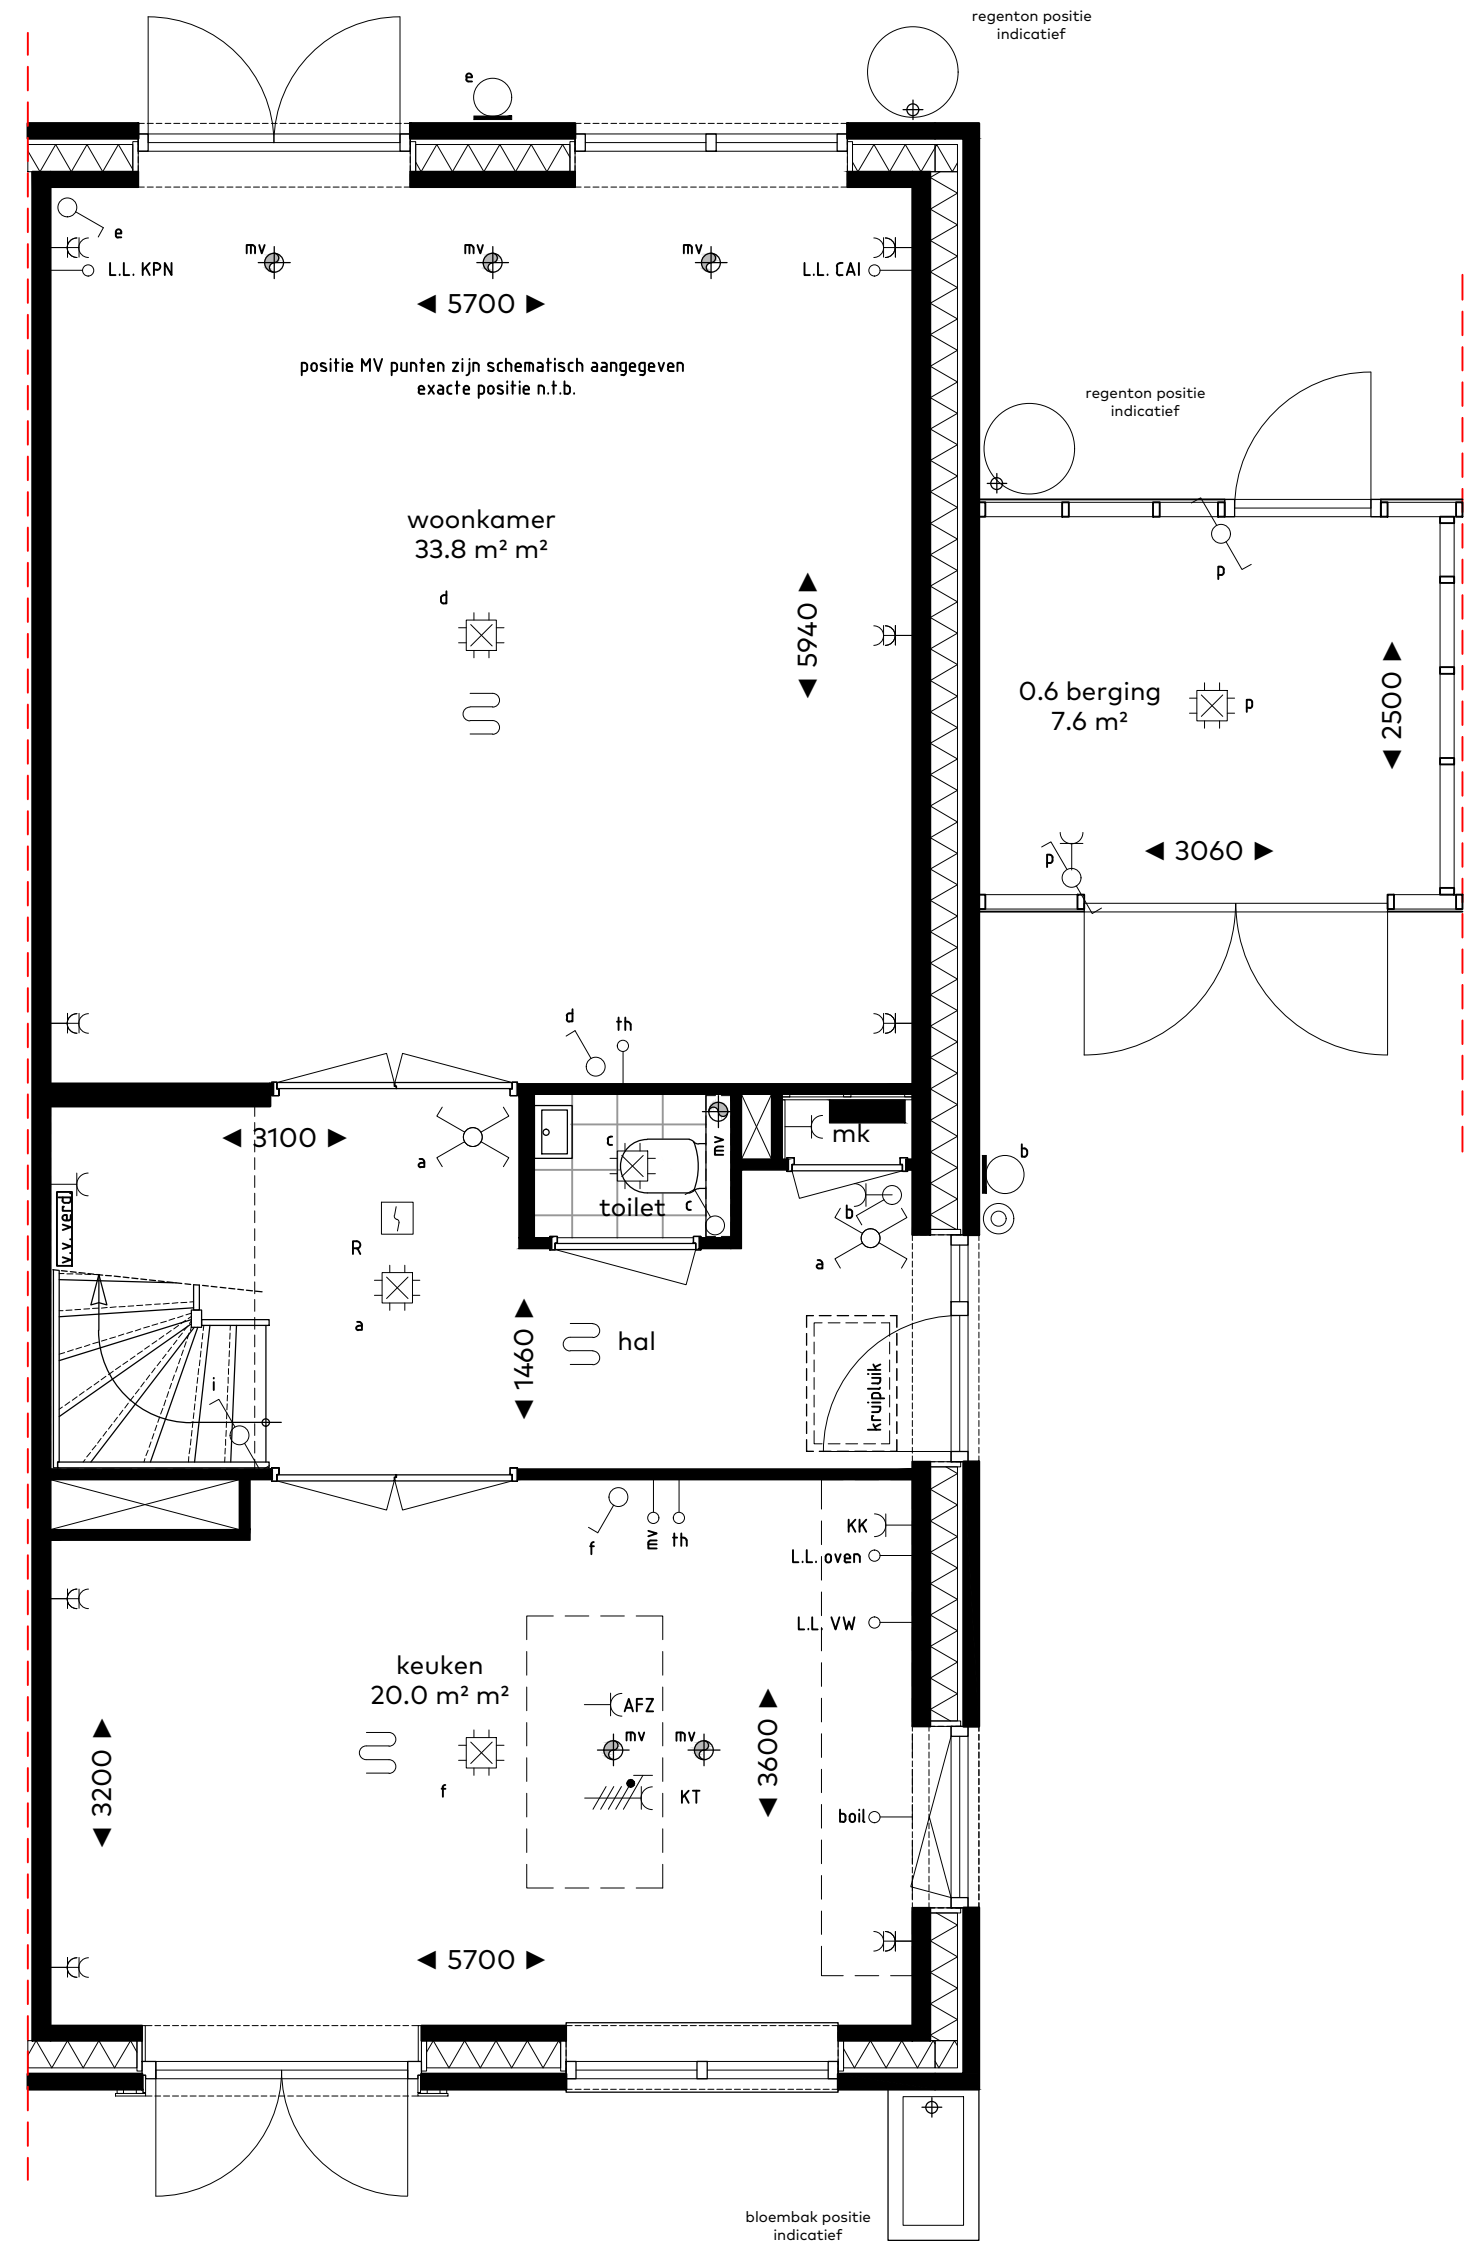 regenton positie
indicatief
e
e
mv
mv
mv
L.L. KPN
L.L. CAI
5700
positie MV punten zijn schematisch aangegeven
exacte positie n.t.b.
regenton positie
indicatief
woonkamer
33.8 m² m²
d
5940
p
0.6 berging
7.6 m²
p
2500
3060
p
d
th
3100
a
c
mv
mk
toilet
c
b
b
a
v.v. verd
R
a
1460
hal
kruipluik
i
f
mv
th
KK
L.L. oven
L.L. VW
keuken
20.0 m² m²
AFZ
mv
mv
3600
3200
f
KT
boil
5700
bloembak positie
indicatief